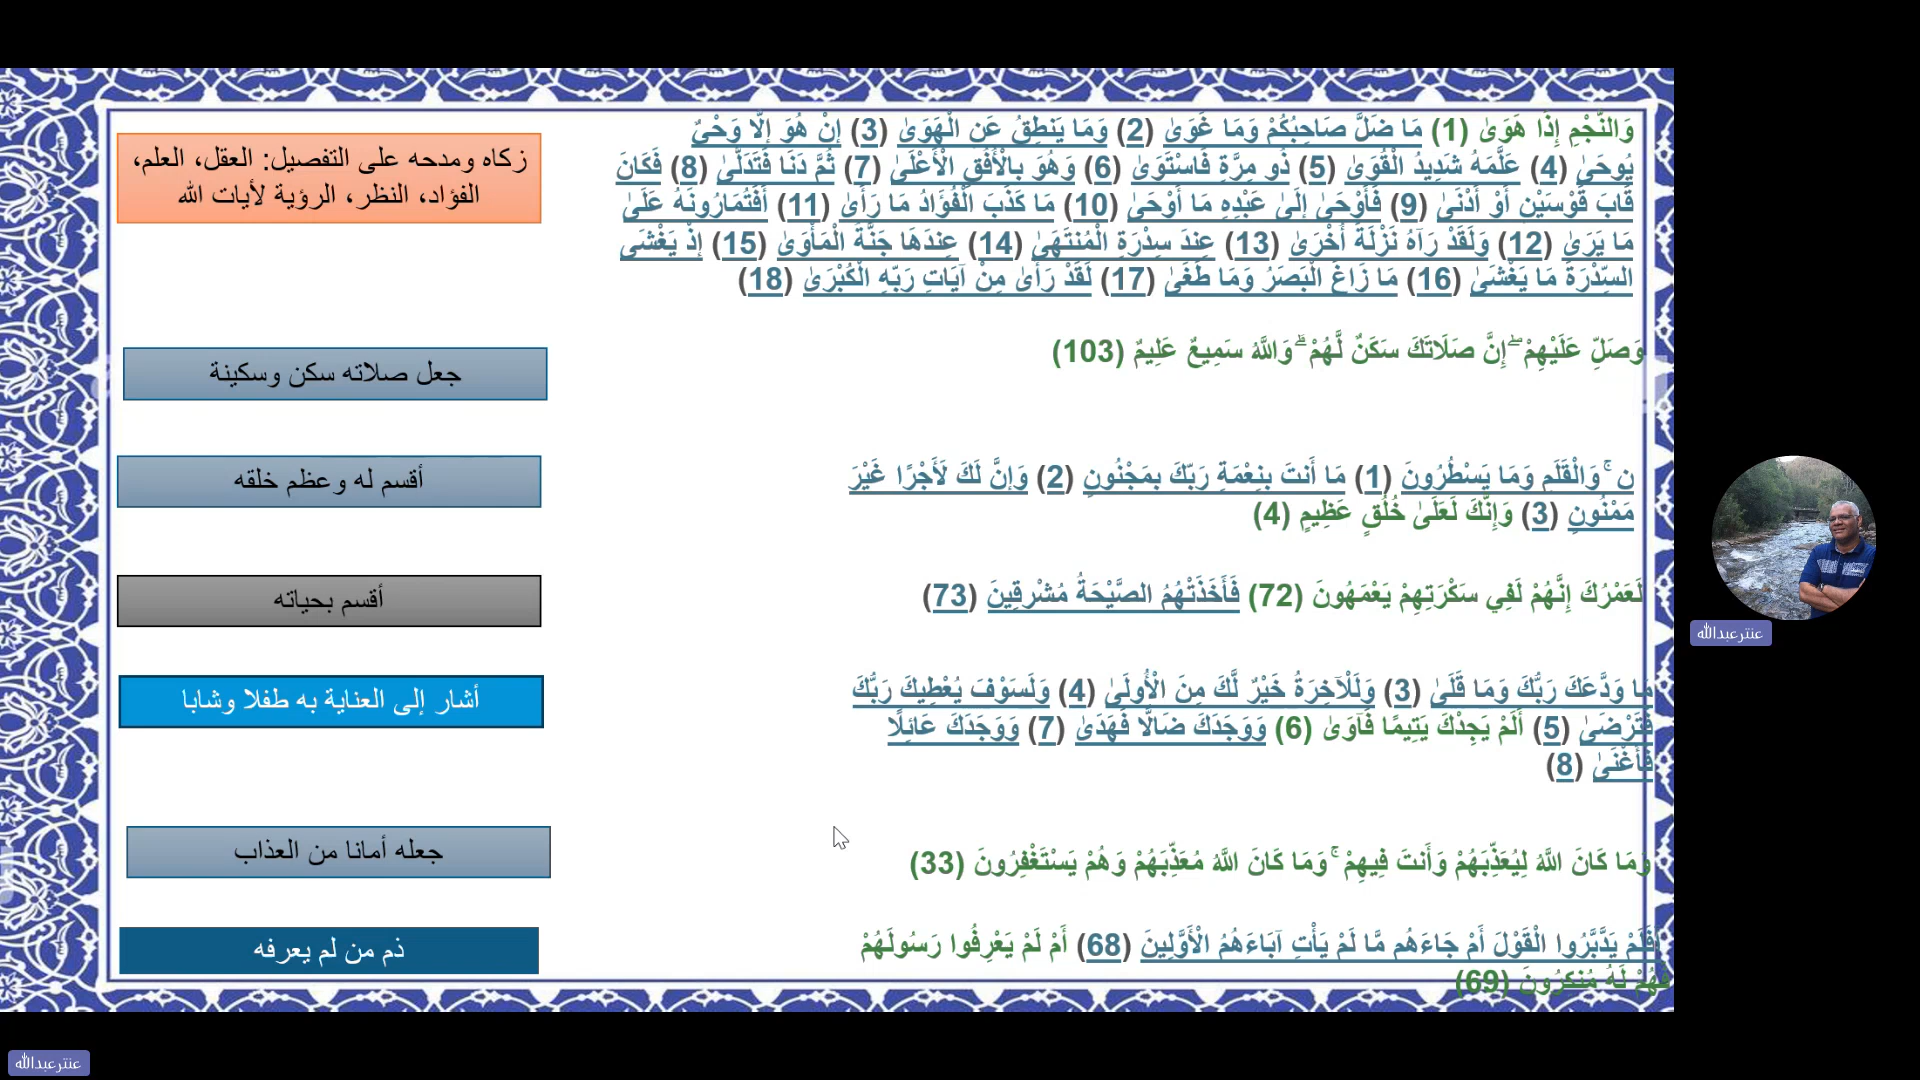 وَالنَّجْمِ إِذَا هَوَىٰ (1) مَا ضَلَّ صَاحِبُكُمْ وَمَا غَوَىٰ (2) وَمَا يَنطِقُ عَنِ الْهَوَىٰ (3) إِنْ هُوَ إِلَّا وَحْيٌ
يُوحَىٰ (4) عَلَّمَهُ شَدِيدُ الْقُوَىٰ (5) ذُو مِرَّةٍ فَاسْتَوَىٰ (6) وَهُوَ بِالْأُفُقِ الْأَعْلَىٰ (7) ثُمَّ دَنَا فَتَدَلَّىٰ (8) فَكَانَ
قَابَ قَوْسَيْنِ أَوْ أَدْنَىٰ (9) فَأَوْحَىٰ إِلَىٰ عَبْدِهِ مَا أَوْحَىٰ (10) مَا كَذَبَ الْفُؤَادُ مَا رَأَىٰ (11) أَفَتُمَارُونَهُ عَلَىٰ
مَا يَرَىٰ (12) وَلَقَدْ رَآهُ نَزْلَةً أُخْرَىٰ (13) عِندَ سِدْرَةِ الْمُنتَهَىٰ (14) عِندَهَا جَنَّةُ الْمَأْوَىٰ (15) إِذْ يَغْشَى
السِّدْرَةَ مَا يَغْشَىٰ (16) مَا زَاغَ الْبَصَرُ وَمَا طَغَىٰ (17) لَقَدْ رَأَىٰ مِنْ آيَاتِ رَبِّهِ الْكُبْرَىٰ (18)
زكاه ومدحه على التفصيل: العقل، العلم،
الفؤاد، النظر، الرؤية لأيات الله
وَصَلِّ عَلَيْهِمْ ۖ إِنَّ صَلَاتَكَ سَكَنٌ لَّهُمْ ۗ وَاللَّهُ سَمِيعٌ عَلِيمٌ (103)
جعل صلاته سكن وسكينة
ن ۚ وَالْقَلَمِ وَمَا يَسْطُرُونَ (1) مَا أَنتَ بِنِعْمَةِ رَبِّكَ بِمَجْنُونٍ (2) وَإِنَّ لَكَ لَأَجْرًا غَيْرَ
مَمْنُونٍ (3) وَإِنَّكَ لَعَلَىٰ خُلُقٍ عَظِيمٍ (4)
أقسم له وعظم خلقه
لَعَمْرُكَ إِنَّهُمْ لَفِي سَكْرَتِهِمْ يَعْمَهُونَ (72) فَأَخَذَتْهُمُ الصَّيْحَةُ مُشْرِقِينَ (73)
أقسم بحياته
مَا وَدَّعَكَ رَبُّكَ وَمَا قَلَىٰ (3) وَلَلْآخِرَةُ خَيْرٌ لَّكَ مِنَ الْأُولَىٰ (4) وَلَسَوْفَ يُعْطِيكَ رَبُّكَ
فَتَرْضَىٰ (5) أَلَمْ يَجِدْكَ يَتِيمًا فَآوَىٰ (6) وَوَجَدَكَ ضَالًّا فَهَدَىٰ (7) وَوَجَدَكَ عَائِلًا
فَأَغْنَىٰ (8)
أشار إلى العناية به طفلا وشابا
وَمَا كَانَ اللَّهُ لِيُعَذِّبَهُمْ وَأَنتَ فِيهِمْ ۚ وَمَا كَانَ اللَّهُ مُعَذِّبَهُمْ وَهُمْ يَسْتَغْفِرُونَ (33)
جعله أمانا من العذاب
أَفَلَمْ يَدَّبَّرُوا الْقَوْلَ أَمْ جَاءَهُم مَّا لَمْ يَأْتِ آبَاءَهُمُ الْأَوَّلِينَ (68) أَمْ لَمْ يَعْرِفُوا رَسُولَهُمْ
فَهُمْ لَهُ مُنكِرُونَ (69)
ذم من لم يعرفه
عنترعبدالله
عنترعبدالله